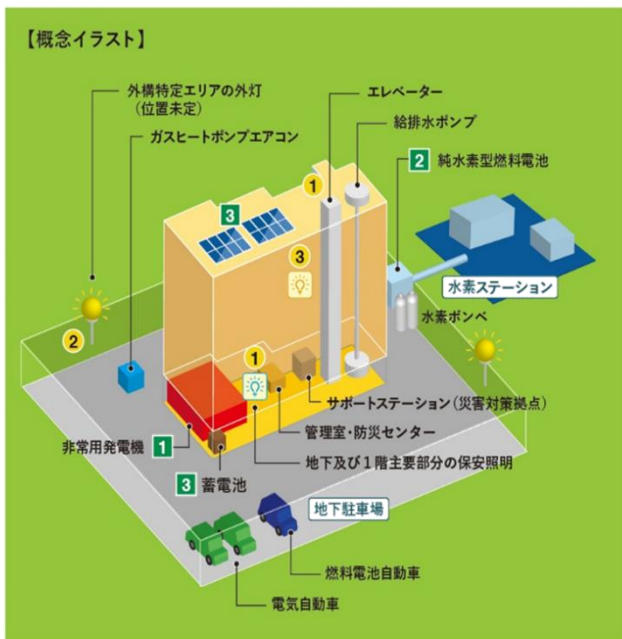 【概念イラスト】
外構特定エリアの外灯
(位置未定)
ガスヒートポンプエアコン
エレベーター
給排水ポンプ
2 純水素型燃料電池
1
3
3
水素ステーション
水素ボンベ
2
1
サポートステーション(災害対策拠点)
管理室・防災センター
非常用発電機 1
地下及び1階主要部分の保安照明
3 蓄電池
地下駐車場
燃料電池自動車
電気自動車